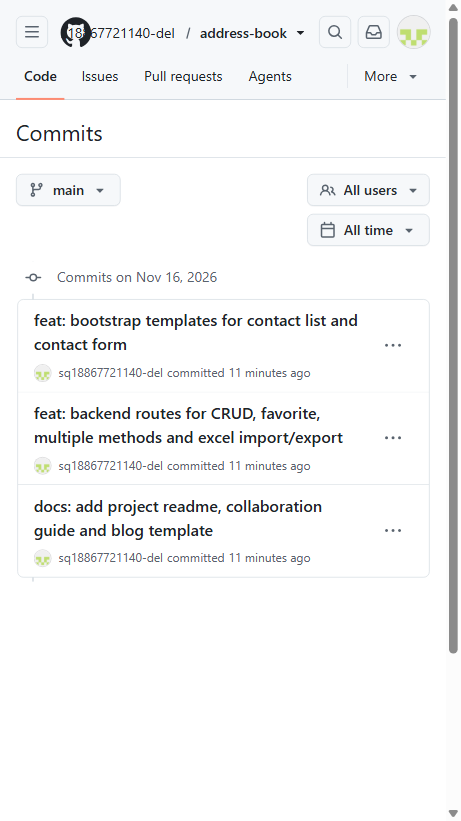 18867721140-del / address-book
Code Issues Pull requests Agents More
Commits
main
All users
All time
Commits on Nov 16, 2026
feat: bootstrap templates for contact list and
contact form
sq18867721140-del committed 11 minutes ago
feat: backend routes for CRUD, favorite,
multiple methods and excel import/export
sq18867721140-del committed 11 minutes ago
docs: add project readme, collaboration
guide and blog template
sq18867721140-del committed 11 minutes ago